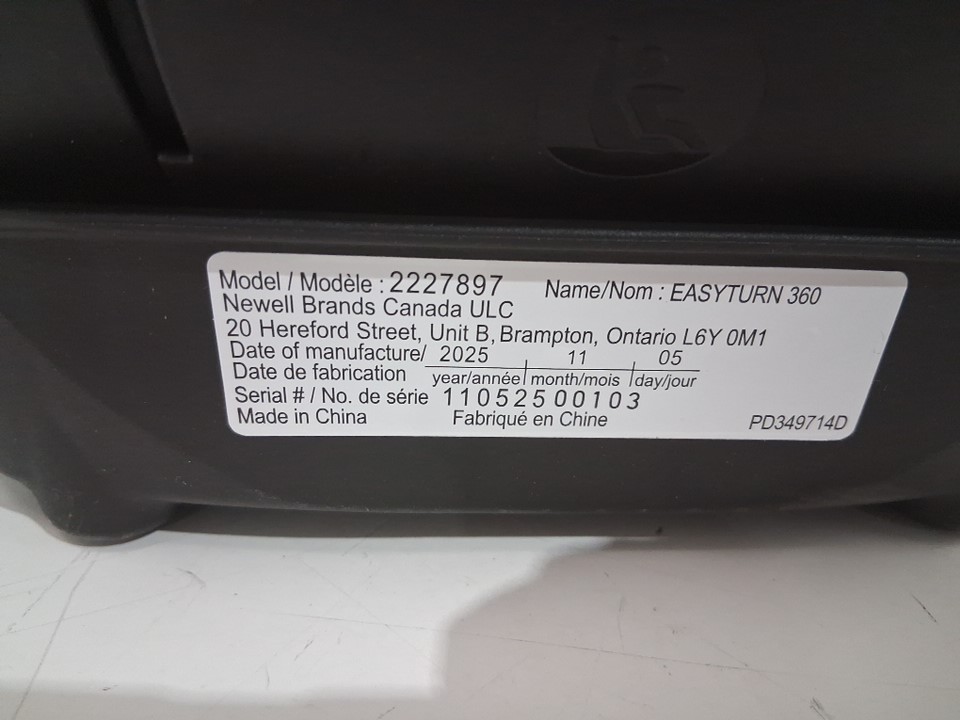 Model / Modèle : 2227897 Name/Nom : EASYTURN 360
Newell Brands Canada ULC
20 Hereford Street, Unit B, Brampton, Ontario L6Y 0M1
Date of manufacture/ 2025 11 05
Date de fabrication year/année month/mois day/jour
Serial # / No. de série 11052500103
Made in China Fabriqué en Chine PD349714D